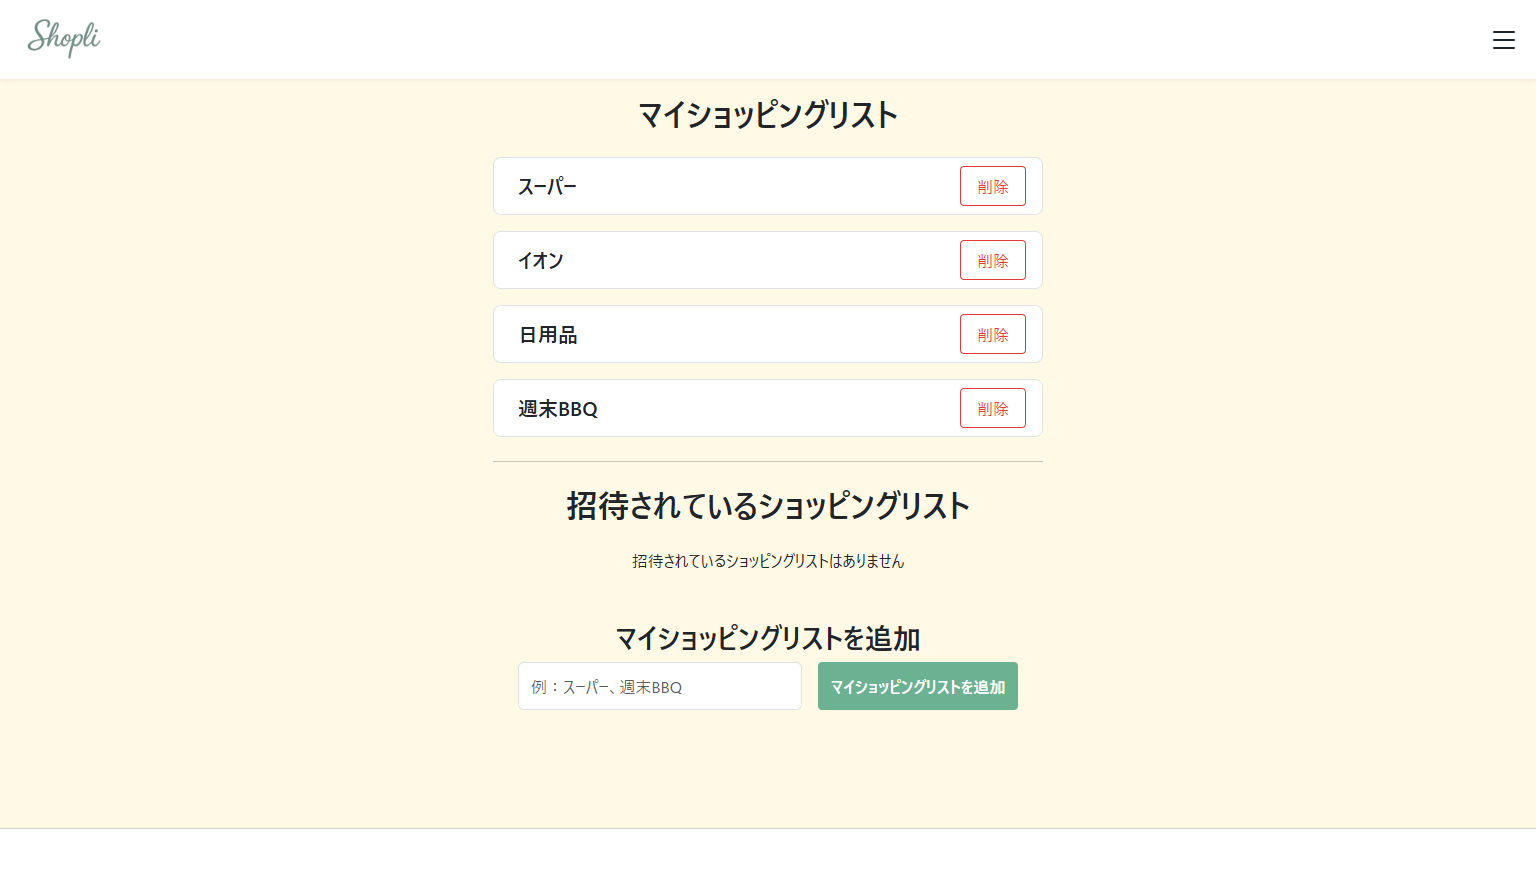 Shopli
マイショッピングリスト
スーパー
削除
イオン
削除
日用品
削除
週末BBQ
削除
招待されているショッピングリスト
招待されているショッピングリストはありません
マイショッピングリストを追加
例：スーパー、週末BBQ
マイショッピングリストを追加